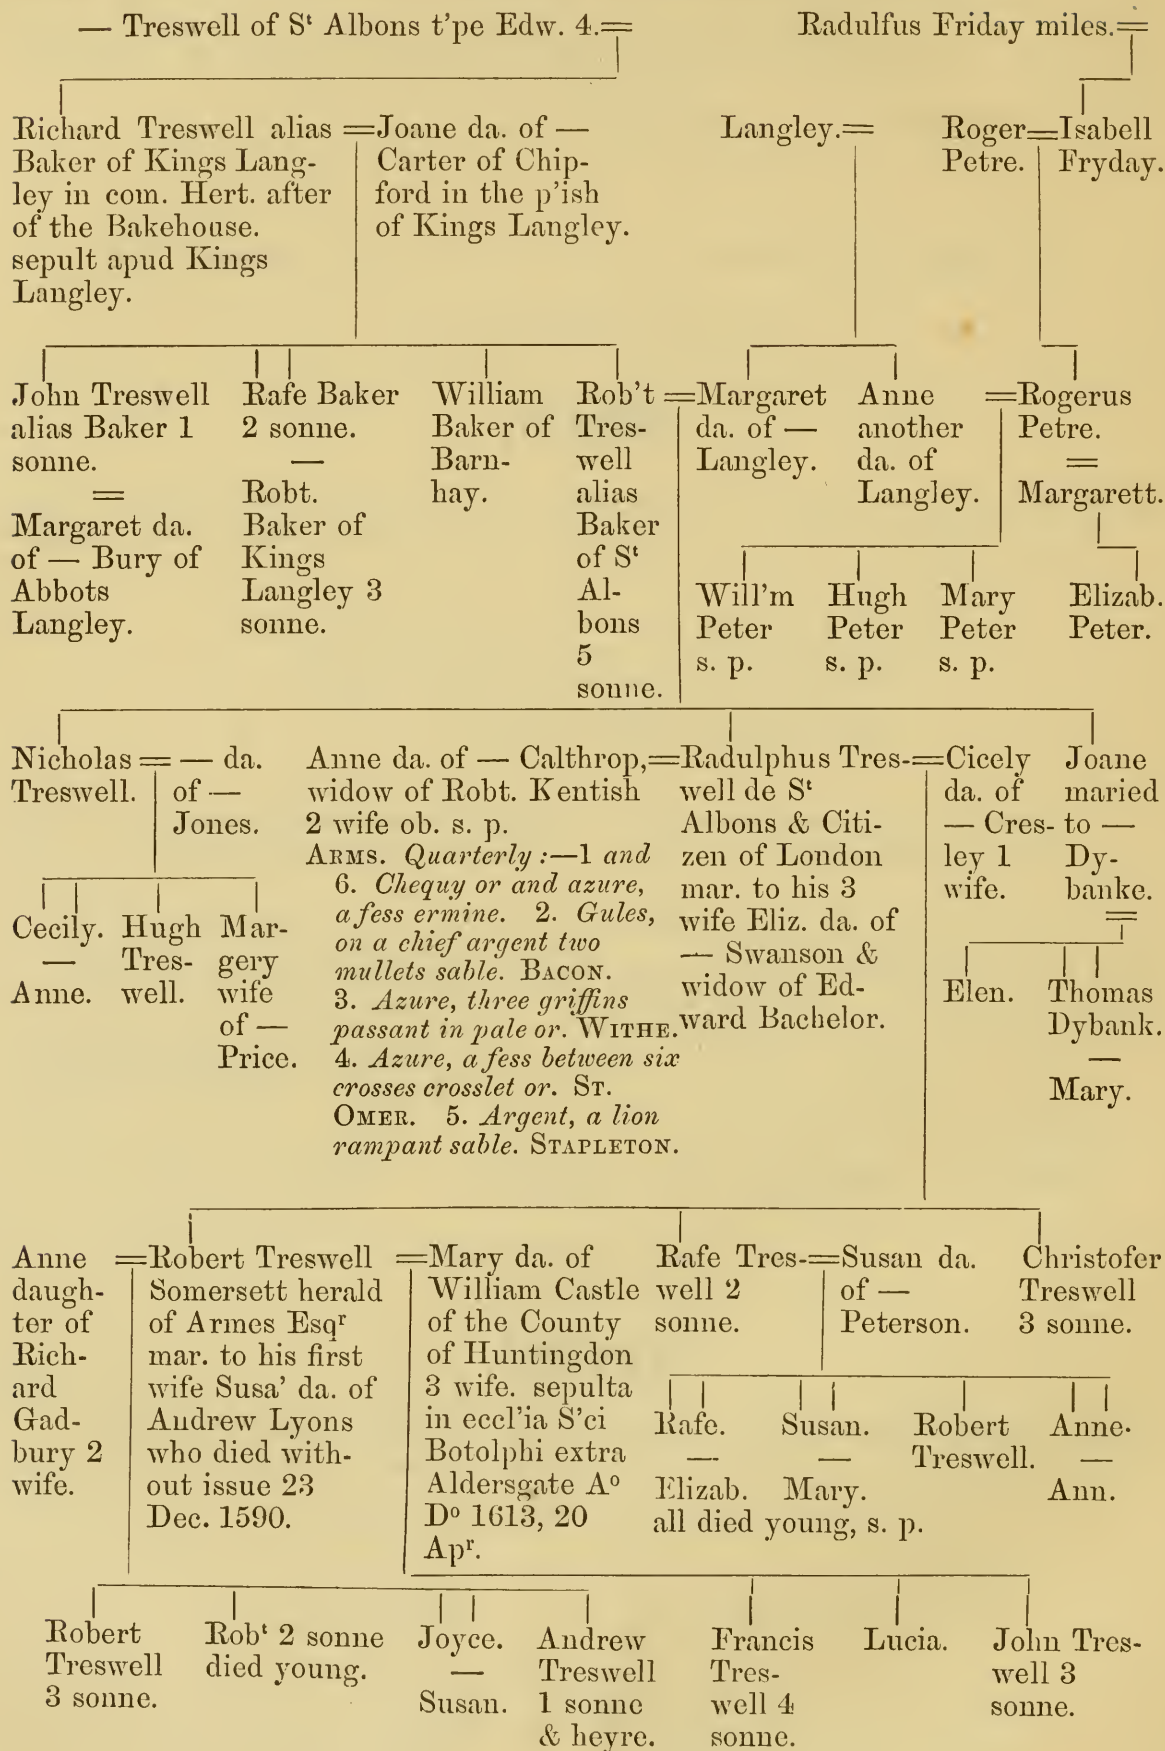 — Treswell of Sᵗ Albons t'pe Edw. 4.=
Radulfus Friday miles.=
Richard Treswell alias
Baker of Kings Lang-
ley in com. Hert. after
of the Bakehouse.
sepult apud Kings
Langley.
=Joane da. of —
Carter of Chip-
ford in the p'ish
of Kings Langley.
Langley.=
Roger
Petre.
=Isabell
Fryday.
John Treswell
alias Baker 1
sonne.
=
Margaret da.
of — Bury of
Abbots
Langley.
Rafe Baker
2 sonne.
—
Robt.
Baker of
Kings
Langley 3
sonne.
William
Baker of
Barn-
hay.
Rob't
Tres-
well
alias
Baker
of Sᵗ
Al-
bons
5
sonne.
=Margaret
da. of —
Langley.
Anne
another
da. of
Langley.
=Rogerus
Petre.
=
Margarett.
Will'm
Peter
s. p.
Hugh
Peter
s. p.
Mary
Peter
s. p.
Elizab.
Peter.
Nicholas
Treswell.
= — da.
of —
Jones.
Anne da. of — Calthrop,
widow of Robt. Kentish
2 wife ob. s. p.
ARMS. Quarterly :—1 and
6. Chequy or and azure,
a fess ermine. 2. Gules,
on a chief argent two
mullets sable. BACON.
3. Azure, three griffins
passant in pale or. WITHE.
4. Azure, a fess between six
crosses crosslet or. ST.
OMER. 5. Argent, a lion
rampant sable. STAPLETON.
=Radulphus Tres-
well de Sᵗ
Albons & Citi-
zen of London
mar. to his 3
wife Eliz. da. of
— Swanson &
widow of Ed-
ward Bachelor.
=Cicely
da. of
— Cres-
ley 1
wife.
Joane
maried
to —
Dy-
banke.
=
Cecily.
—
Anne.
Hugh
Tres-
well.
Mar-
gery
wife
of —
Price.
Elen.
Thomas
Dybank.
—
Mary.
Anne
daugh-
ter of
Rich-
ard
Gad-
bury 2
wife.
=Robert Treswell
Somersett herald
of Armes Esqʳ
mar. to his first
wife Susa' da. of
Andrew Lyons
who died with-
out issue 23
Dec. 1590.
=Mary da. of
William Castle
of the County
of Huntingdon
3 wife. sepulta
in eccl'ia S'ci
Botolphi extra
Aldersgate Aᵒ
Dᵒ 1613, 20
Apʳ.
Rafe Tres-
well 2
sonne.
=Susan da.
of —
Peterson.
Christofer
Treswell
3 sonne.
Rafe.
—
Elizab.
Susan.
—
Mary.
Robert
Treswell.
Anne.
—
Ann.
all died young, s. p.
Robert
Treswell
3 sonne.
Robᵗ 2 sonne
died young.
Joyce.
—
Susan.
Andrew
Treswell
1 sonne
& heyre.
Francis
Tres-
well 4
sonne.
Lucia.
John Tres-
well 3
sonne.